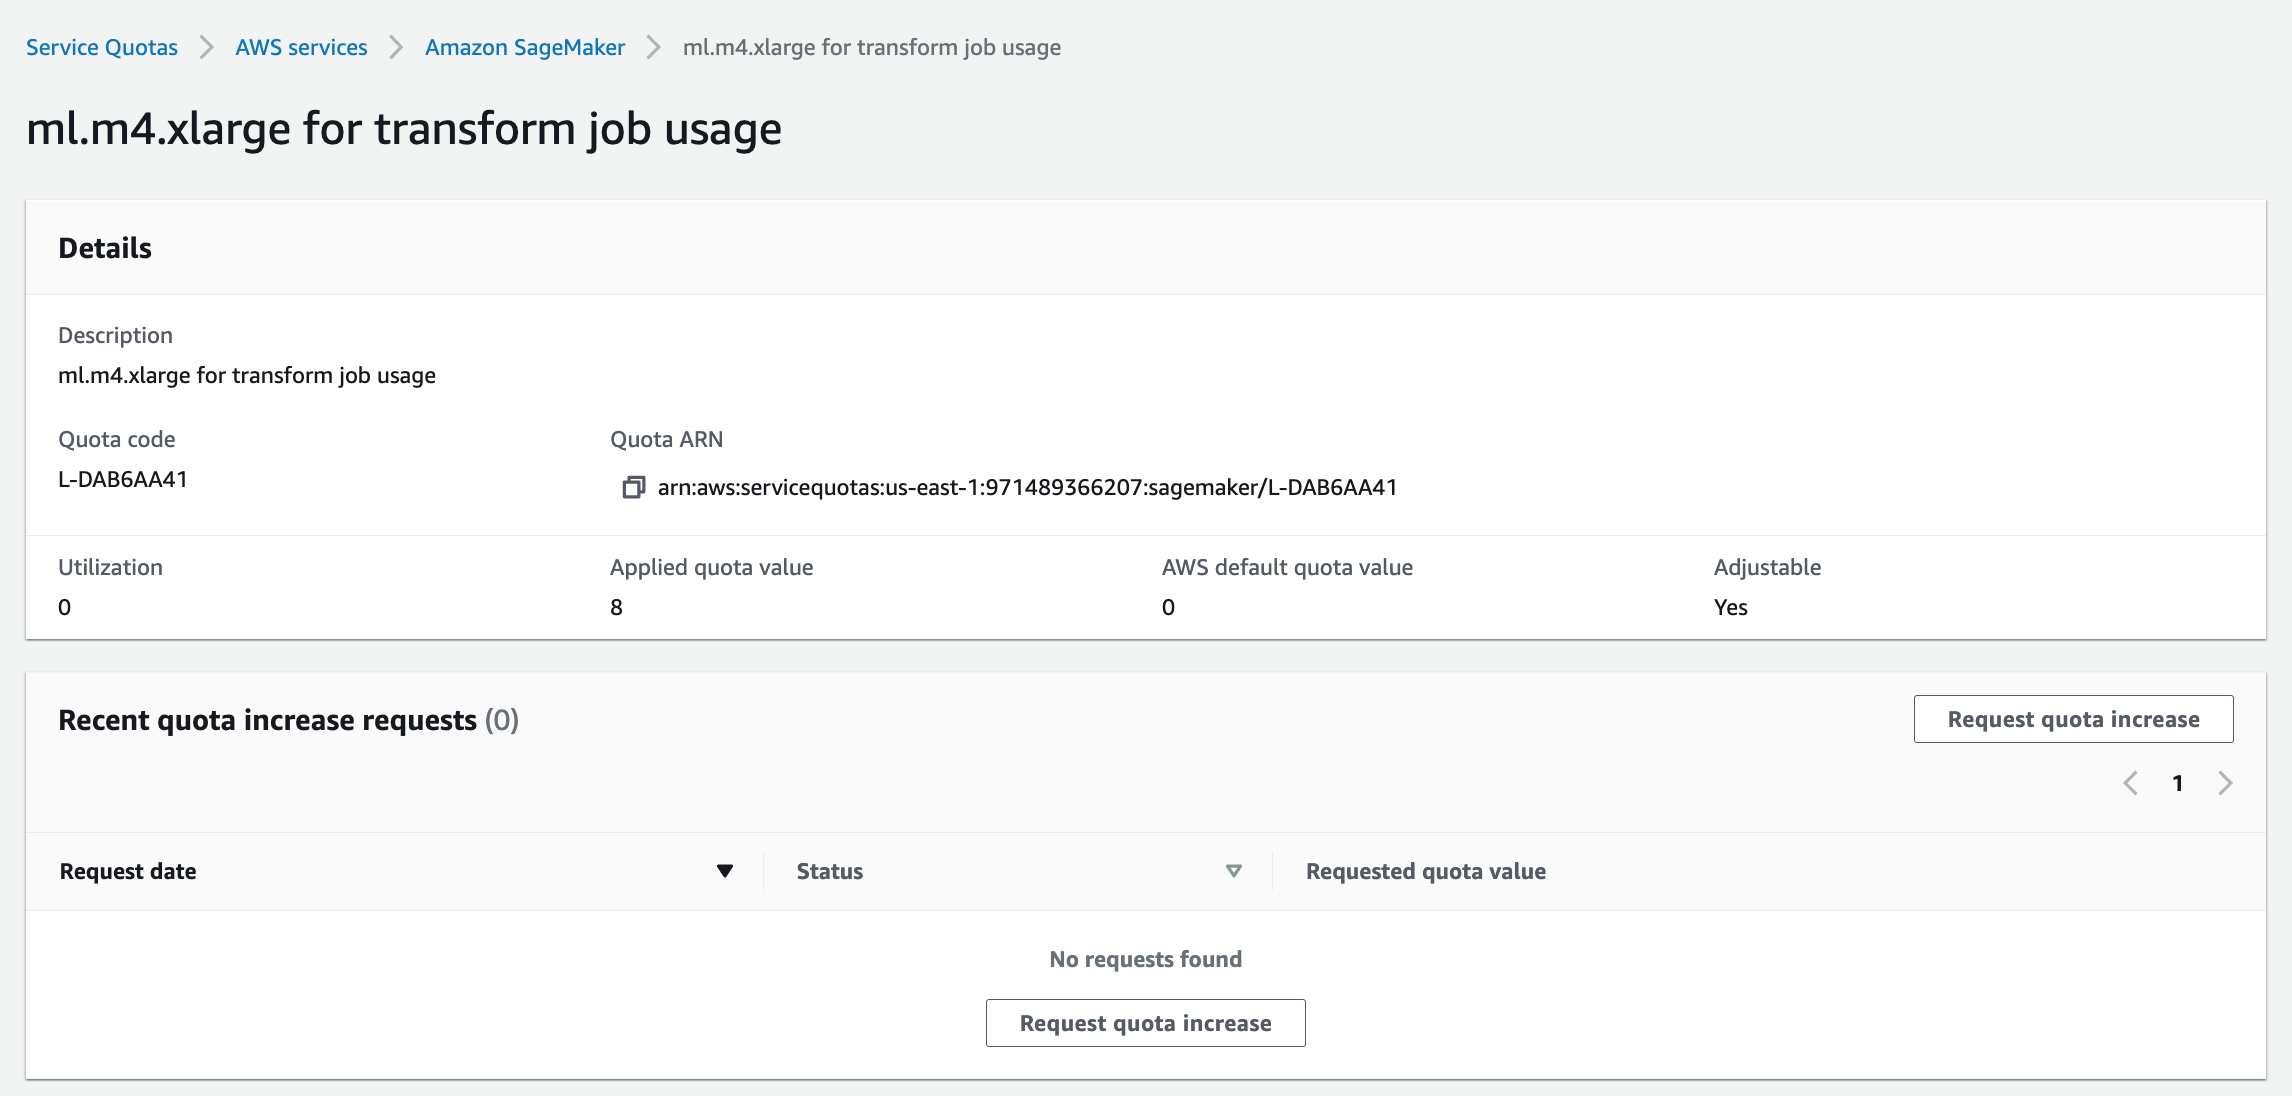 Service Quotas > AWS services > Amazon SageMaker > ml.m4.xlarge for transform job usage
ml.m4.xlarge for transform job usage
Details
Description
ml.m4.xlarge for transform job usage
Quota code
L-DAB6AA41
Quota ARN
arn:aws:servicequotas:us-east-1:971489366207:sagemaker/L-DAB6AA41
Utilization
0
Applied quota value
8
AWS default quota value
0
Adjustable
Yes
Recent quota increase requests (0)
Request quota increase
1
Request date
Status
Requested quota value
No requests found
Request quota increase